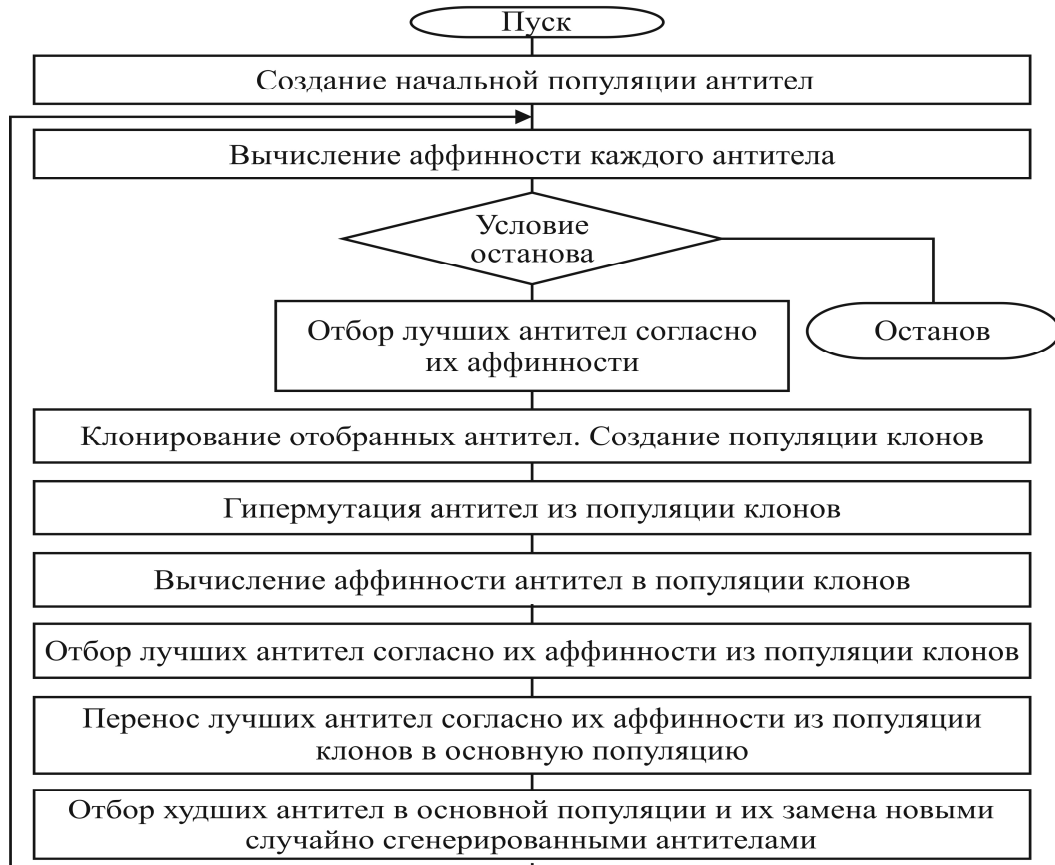 Пуск
Создание начальной популяции антител
Вычисление аффинности каждого антитела
Условие
останова
Отбор лучших антител согласно
их аффинности
Останов
Клонирование отобранных антител. Создание популяции клонов
Гипермутация антител из популяции клонов
Вычисление аффинности антител в популяции клонов
Отбор лучших антител согласно их аффинности из популяции клонов
Перенос лучших антител согласно их аффинности из популяции
клонов в основную популяцию
Отбор худших антител в основной популяции и их замена новыми
случайно сгенерированными антителами